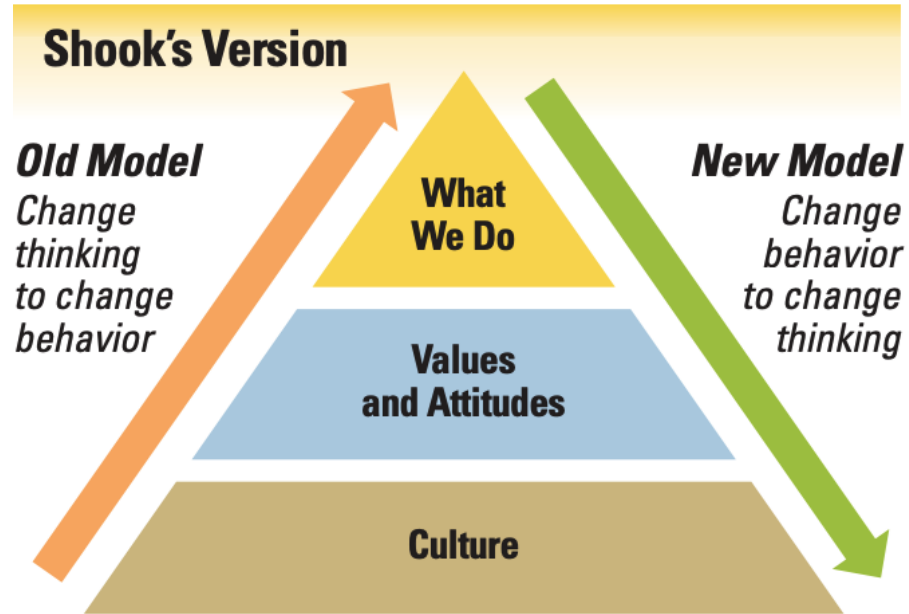 Shook's Version
Old Model
Change
thinking
to change
behavior
What
We Do
Values
and Attitudes
Culture
New Model
Change
behavior
to change
thinking